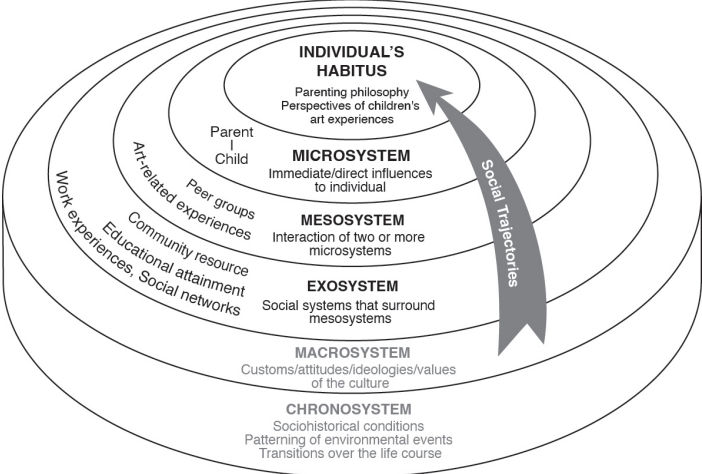 INDIVIDUAL'S
HABITUS
Parenting philosophy
Perspectives of children's
art experiences
Parent
I
Child
MICROSYSTEM
Immediate/direct influences
to individual
Peer groups
Art-related experiences
MESOSYSTEM
Interaction of two or more
microsystems
Community resource
Educational attainment
Work experiences, Social networks
EXOSYSTEM
Social systems that surround
mesosystems
Social Trajectories
MACROSYSTEM
Customs/attitudes/ideologies/values
of the culture
CHRONOSYSTEM
Sociohistorical conditions
Patterning of environmental events
Transitions over the life course